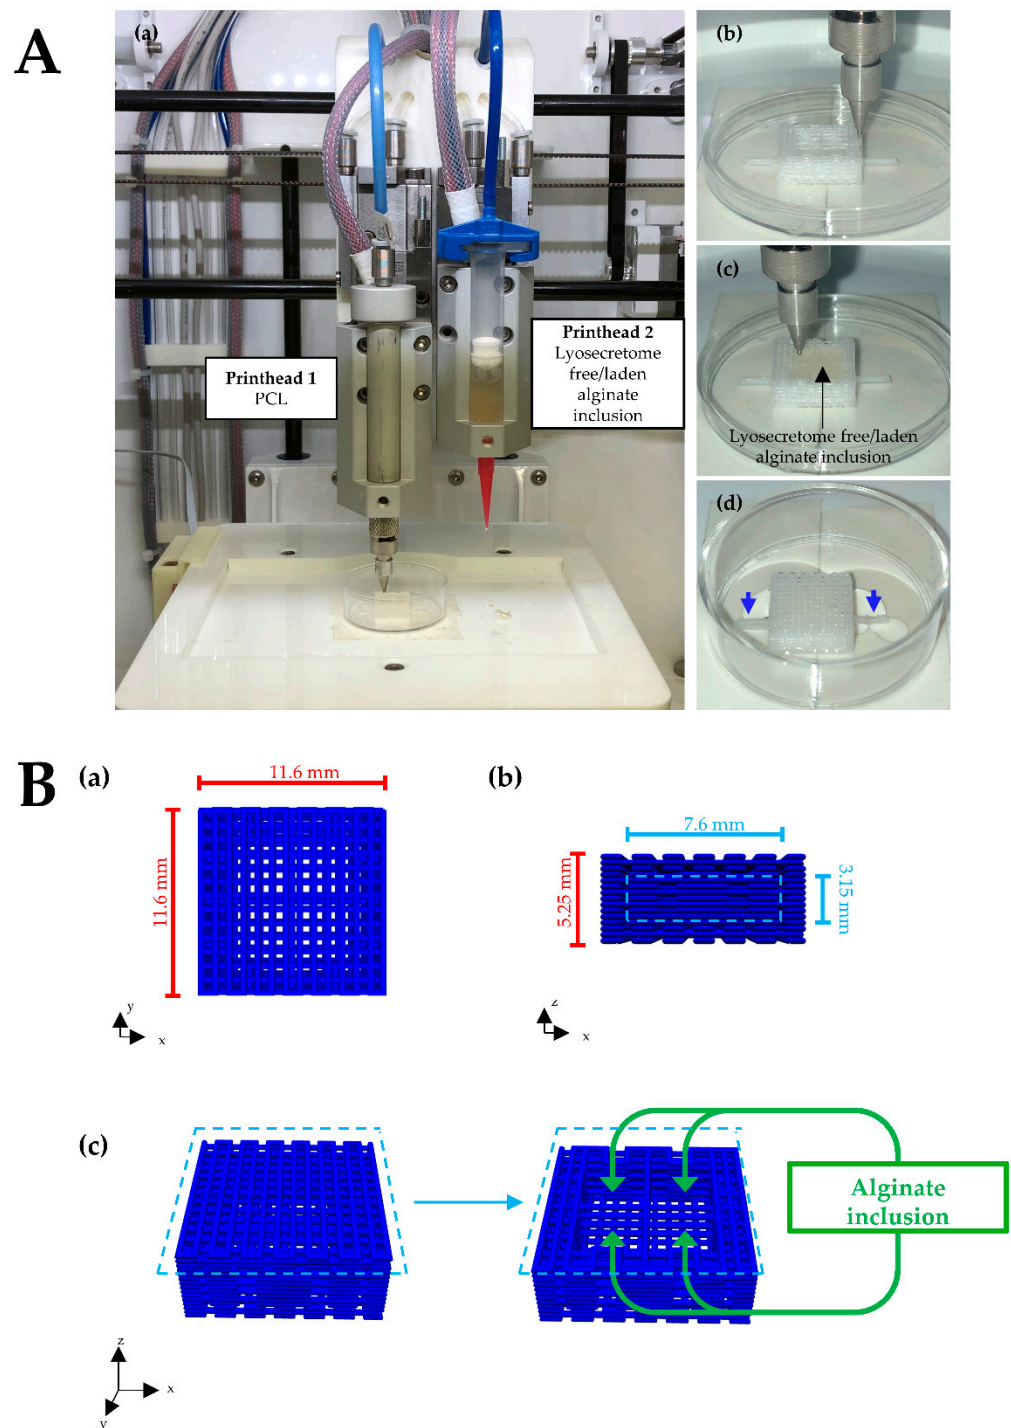 A
(a)
Printhead 1
PCL
Printhead 2
Lyosecretome
free/laden
alginate
inclusion
(b)
(c)
Lyosecretome free/laden
alginate inclusion
(d)
B
(a)
11.6 mm
11.6 mm
y
x
(b)
7.6 mm
5.25 mm
3.15 mm
z
x
(c)
Alginate
inclusion
z
x
y